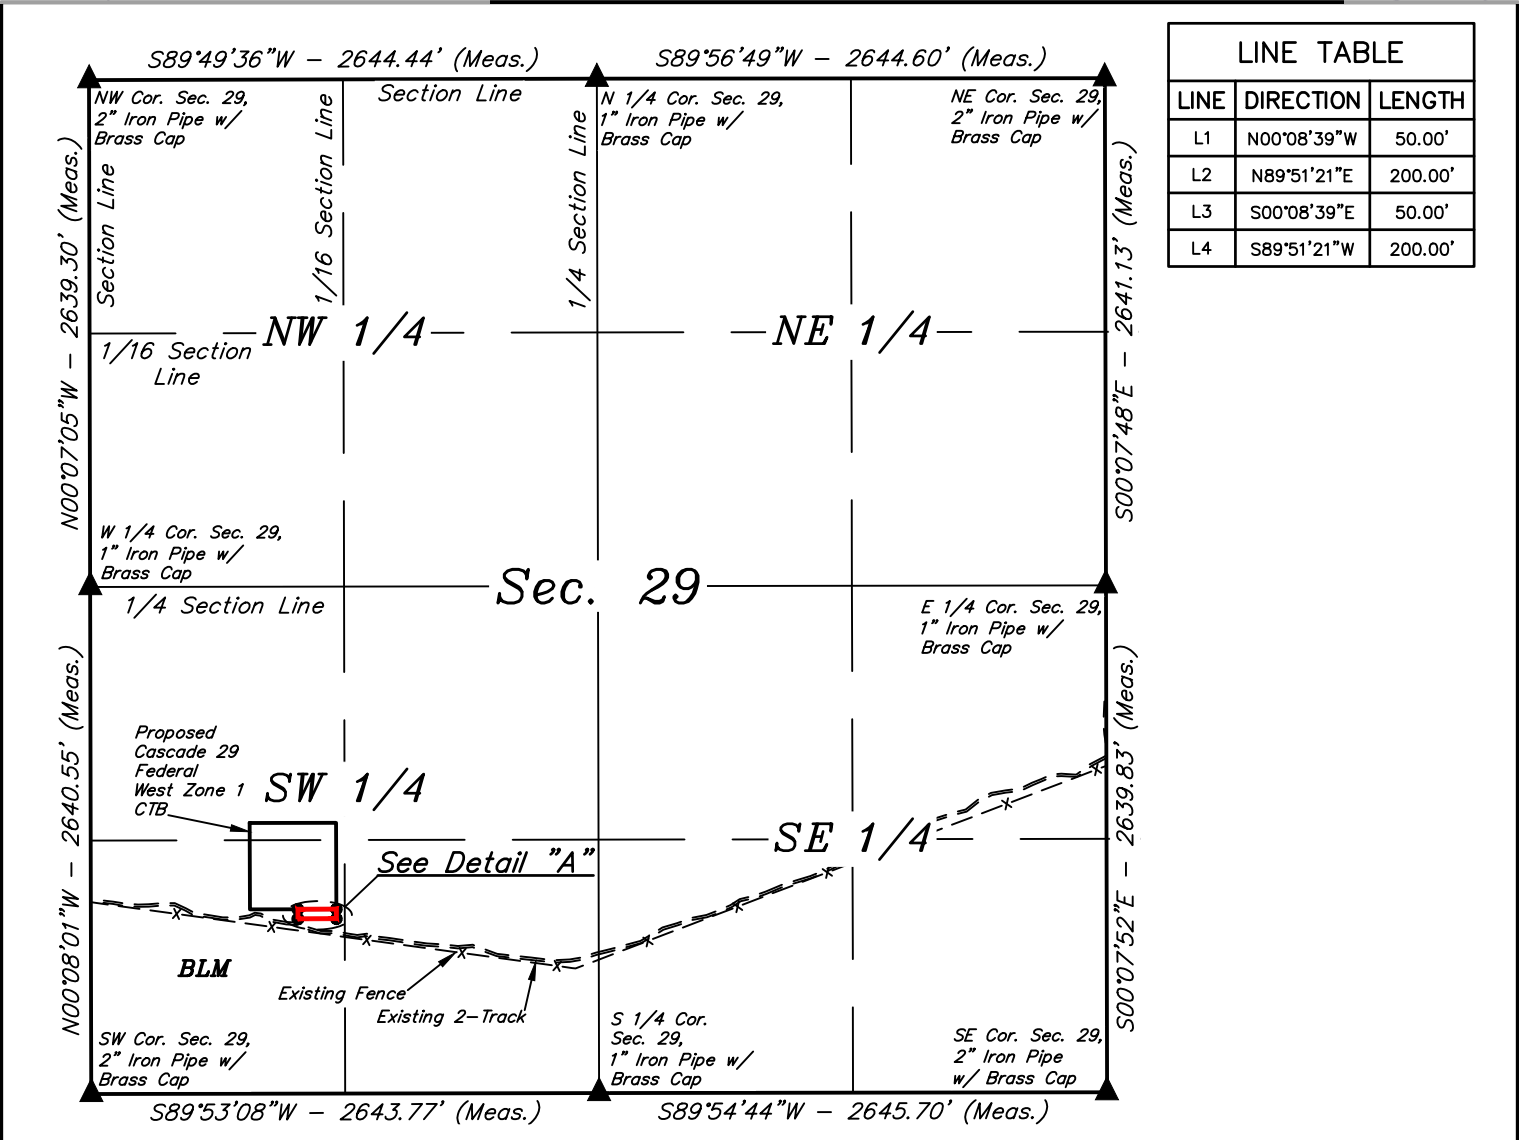 S89°49'36"W - 2644.44' (Meas.)
S89°56'49"W - 2644.60' (Meas.)
Section Line
NW Cor. Sec. 29,
2" Iron Pipe w/
Brass Cap
N 1/4 Cor. Sec. 29,
1" Iron Pipe w/
Brass Cap
NE Cor. Sec. 29,
2" Iron Pipe w/
Brass Cap
Section Line
1/16 Section Line
1/4 Section Line
N00°07'05"W - 2639.30' (Meas.)
S00°07'48"E - 2641.13' (Meas.)
NW 1/4
NE 1/4
1/16 Section
Line
W 1/4 Cor. Sec. 29,
1" Iron Pipe w/
Brass Cap
Sec. 29
1/4 Section Line
E 1/4 Cor. Sec. 29,
1" Iron Pipe w/
Brass Cap
N00°08'01"W - 2640.55' (Meas.)
S00°07'52"E - 2639.83' (Meas.)
Proposed
Cascade 29
Federal
West Zone 1
CTB
SW 1/4
SE 1/4
See Detail "A"
BLM
Existing Fence
Existing 2-Track
SW Cor. Sec. 29,
2" Iron Pipe w/
Brass Cap
S 1/4 Cor.
Sec. 29,
1" Iron Pipe w/
Brass Cap
SE Cor. Sec. 29,
2" Iron Pipe
w/ Brass Cap
S89°53'08"W - 2643.77' (Meas.)
S89°54'44"W - 2645.70' (Meas.)
LINE TABLE
LINE DIRECTION LENGTH
L1 N00°08'39"W 50.00'
L2 N89°51'21"E 200.00'
L3 S00°08'39"E 50.00'
L4 S89°51'21"W 200.00'